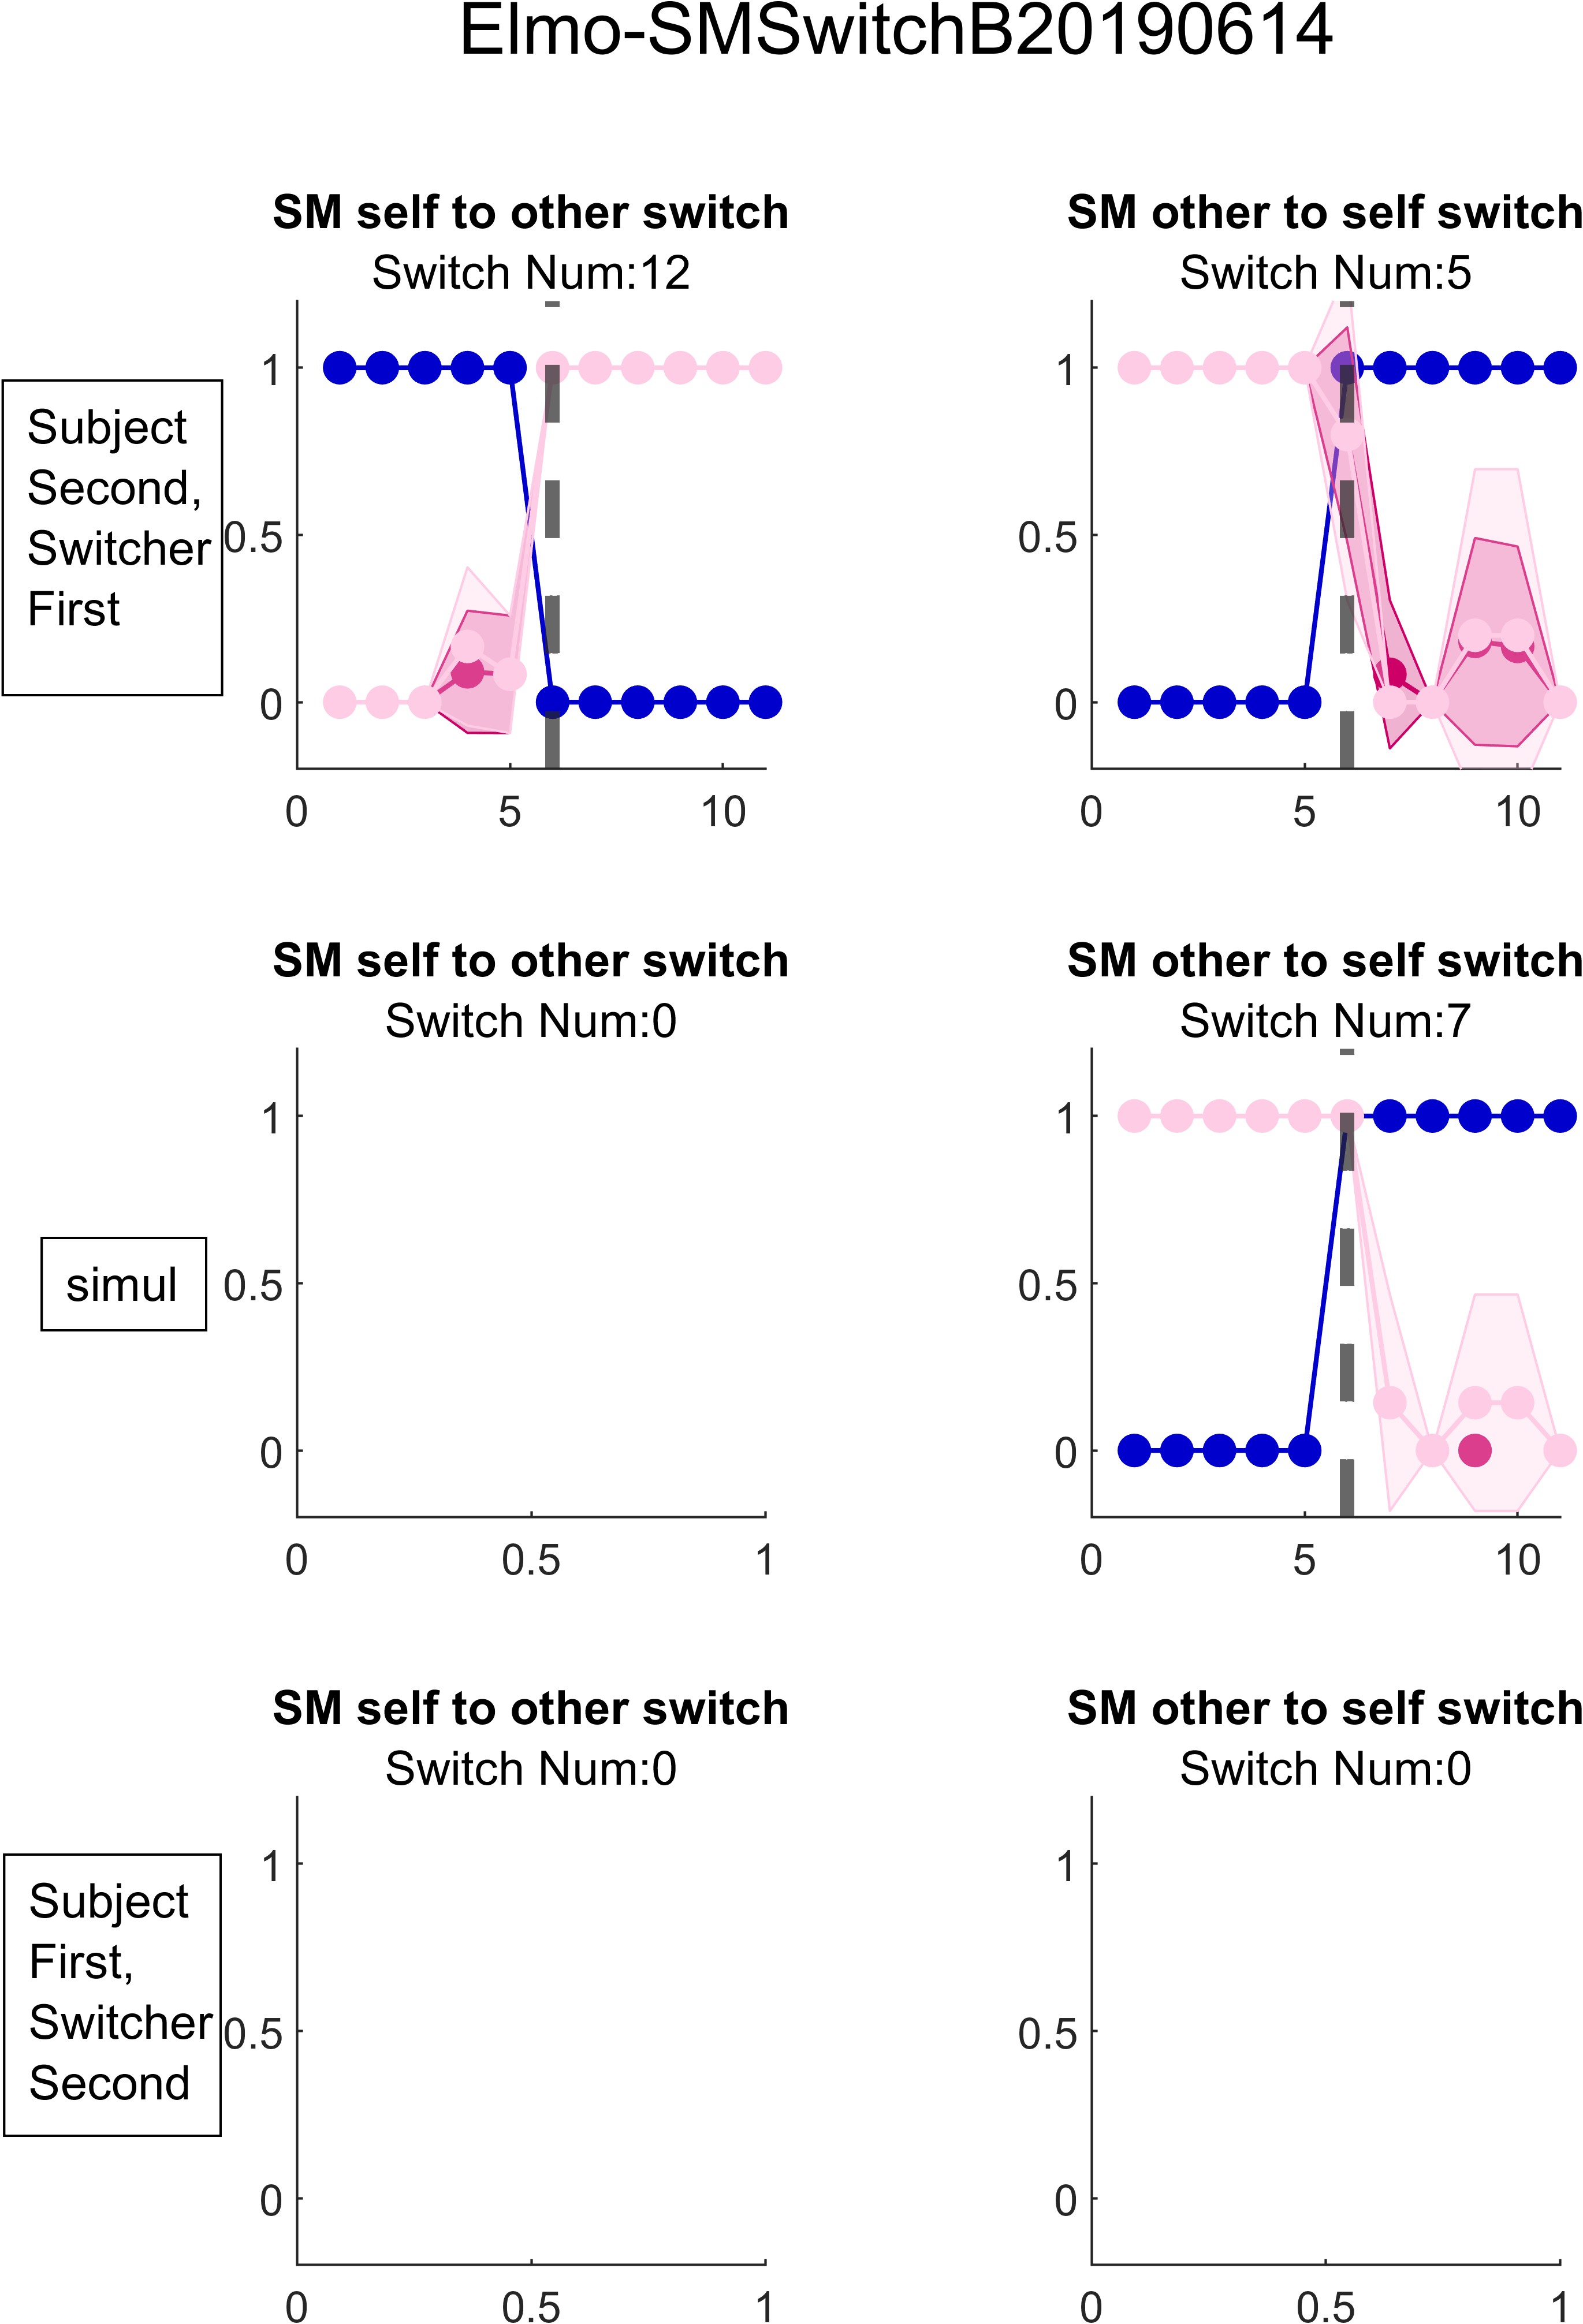 Elmo-SMSwitchB20190614
SM self to other switch
Switch Num:12
SM other to self switch
Switch Num:5
Subject
Second,
Switcher
First
1
0.5
0
0 5 10
1
0.5
0
0 5 10
SM self to other switch
Switch Num:0
SM other to self switch
Switch Num:7
simul
1
0.5
0
0 0.5 1
1
0.5
0
0 5 10
SM self to other switch
Switch Num:0
SM other to self switch
Switch Num:0
Subject
First,
Switcher
Second
1
0.5
0
0 0.5 1
1
0.5
0
0 0.5 1